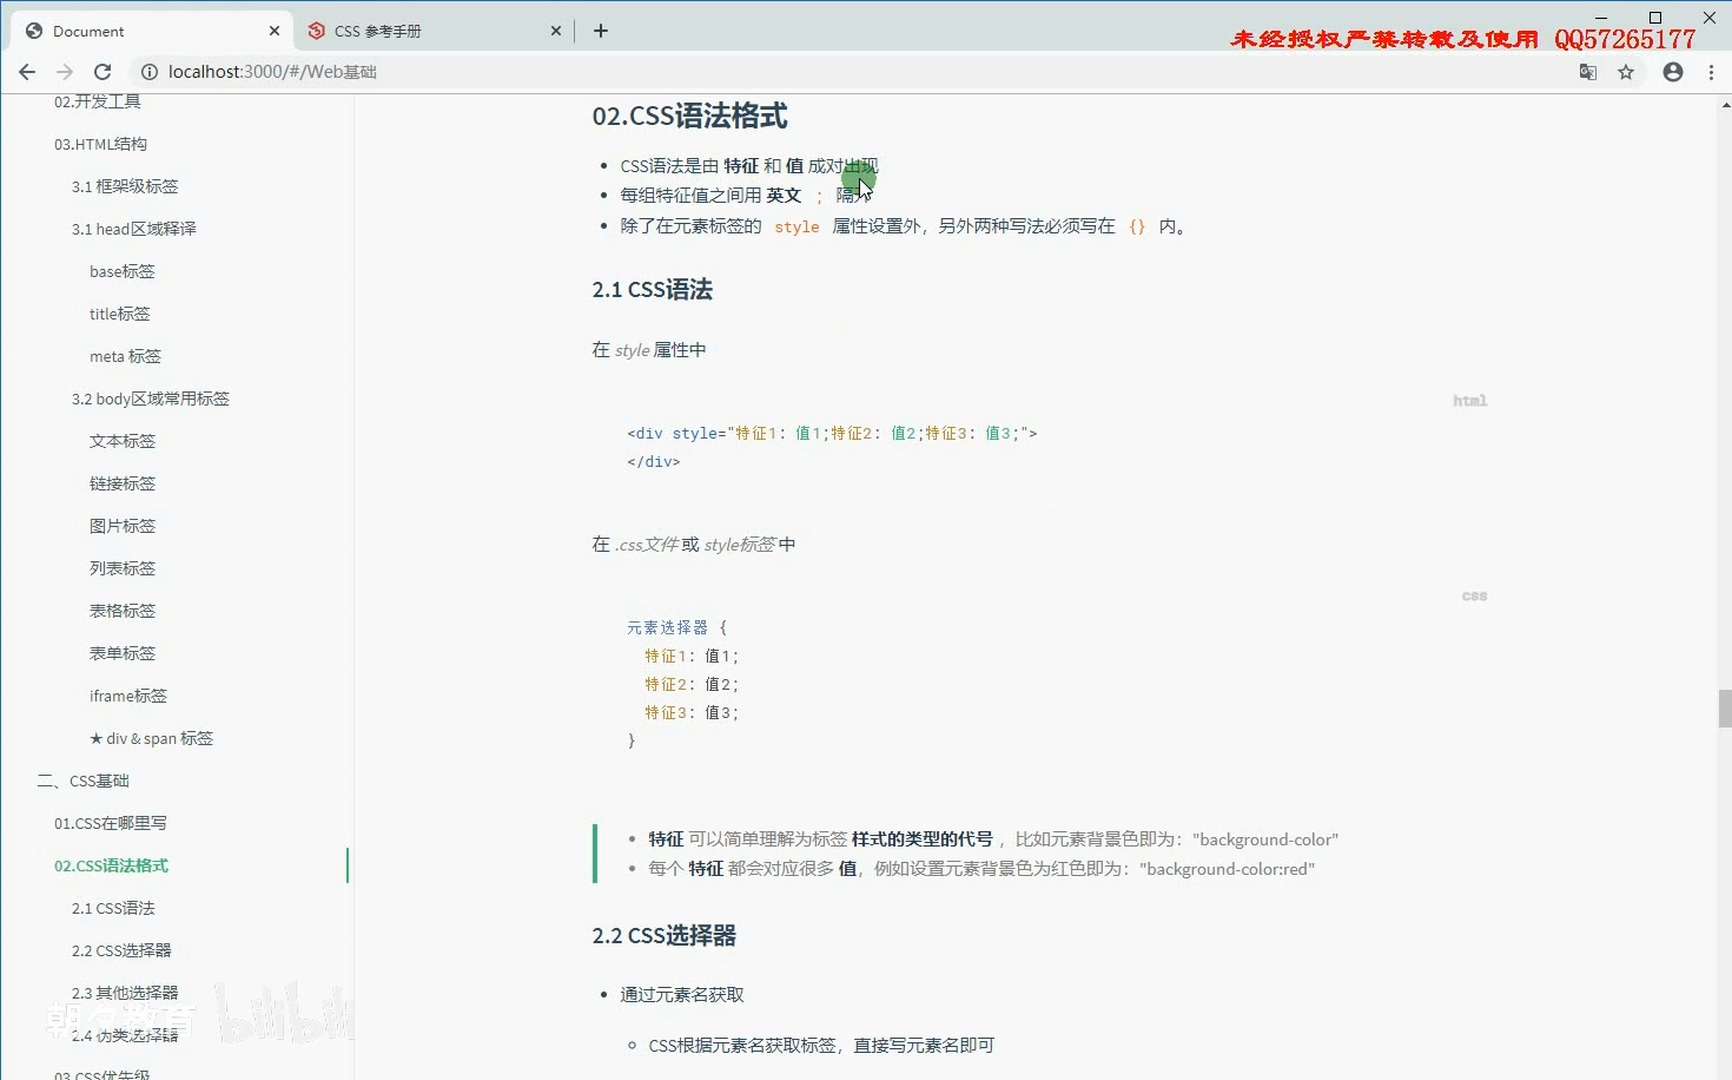 Document
CSS 参考手册
未经授权严禁转载及使用 QQ57265177
localhost:3000/#/Web基础
02.开发工具
03.HTML结构
3.1 框架级标签
3.1 head区域释译
base标签
title标签
meta 标签
3.2 body区域常用标签
文本标签
链接标签
图片标签
列表标签
表格标签
表单标签
iframe标签
★ div & span 标签
二、CSS基础
01.CSS在哪里写
02.CSS语法格式
2.1 CSS语法
2.2 CSS选择器
2.3 其他选择器
2.4 伪类选择器
03.CSS优先级
朝夕教育 bilibili
02.CSS语法格式
CSS语法是由 特征 和 值 成对出现
每组特征值之间用 英文 ; 隔开
除了在元素标签的 style 属性设置外，另外两种写法必须写在 {} 内。
2.1 CSS语法
在 style 属性中
html
<div style="特征1: 值1;特征2: 值2;特征3: 值3;">
</div>
在 .css文件 或 style标签 中
css
元素选择器 {
特征1: 值1;
特征2: 值2;
特征3: 值3;
}
特征 可以简单理解为标签 样式的类型的代号 ，比如元素背景色即为："background-color"
每个 特征 都会对应很多 值，例如设置元素背景色为红色即为："background-color:red"
2.2 CSS选择器
通过元素名获取
CSS根据元素名获取标签，直接写元素名即可